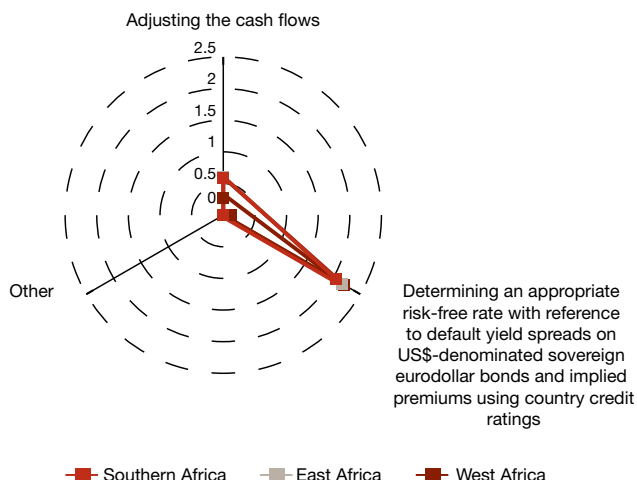 Adjusting the cash flows
2.5
2
1.5
1
0.5
0
Other
Determining an appropriate
risk-free rate with reference
to default yield spreads on
US$-denominated sovereign
eurodollar bonds and implied
premiums using country credit
ratings
Southern Africa East Africa West Africa